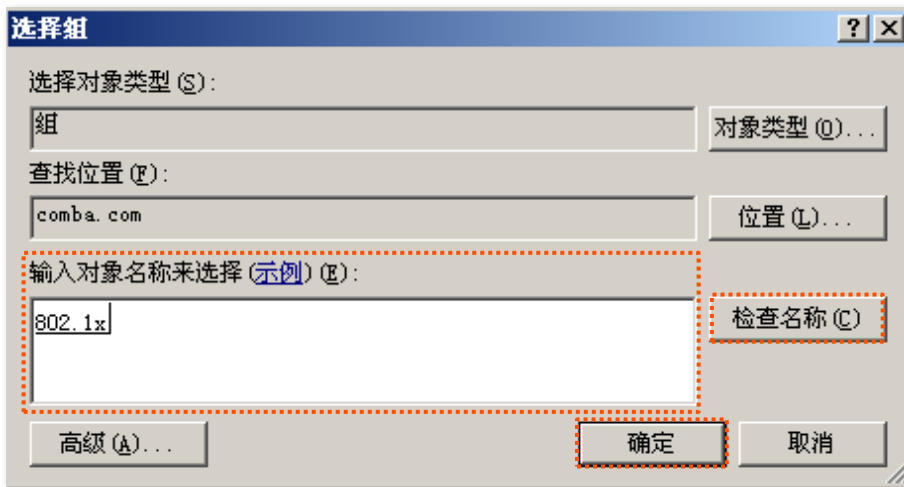 选择组
选择对象类型(S):
组
对象类型(O)...
查找位置(F):
comba.com
位置(L)...
输入对象名称来选择(示例)(E):
802.1x
检查名称(C)
高级(A)...
确定
取消